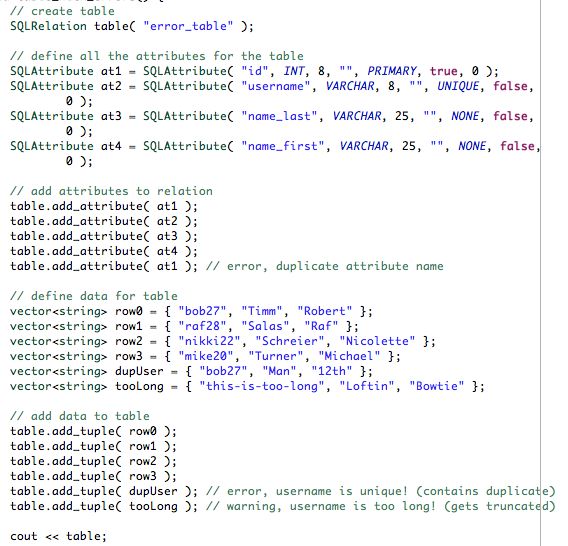 // create table
SQLRelation table( "error_table" );
// define all the attributes for the table
SQLAttribute at1 = SQLAttribute( "id", INT, 8, "", PRIMARY, true, 0 );
SQLAttribute at2 = SQLAttribute( "username", VARCHAR, 8, "", UNIQUE, false,
0 );
SQLAttribute at3 = SQLAttribute( "name_last", VARCHAR, 25, "", NONE, false,
0 );
SQLAttribute at4 = SQLAttribute( "name_first", VARCHAR, 25, "", NONE, false,
0 );
// add attributes to relation
table.add_attribute( at1 );
table.add_attribute( at2 );
table.add_attribute( at3 );
table.add_attribute( at4 );
table.add_attribute( at1 ); // error, duplicate attribute name
// define data for table
vector<string> row0 = { "bob27", "Timm", "Robert" };
vector<string> row1 = { "raf28", "Salas", "Raf" };
vector<string> row2 = { "nikki22", "Schreier", "Nicolette" };
vector<string> row3 = { "mike20", "Turner", "Michael" };
vector<string> dupUser = { "bob27", "Man", "12th" };
vector<string> tooLong = { "this-is-too-long", "Loftin", "Bowtie" };
// add data to table
table.add_tuple( row0 );
table.add_tuple( row1 );
table.add_tuple( row2 );
table.add_tuple( row3 );
table.add_tuple( dupUser ); // error, username is unique! (contains duplicate)
table.add_tuple( tooLong ); // warning, username is too long! (gets truncated)
cout << table;